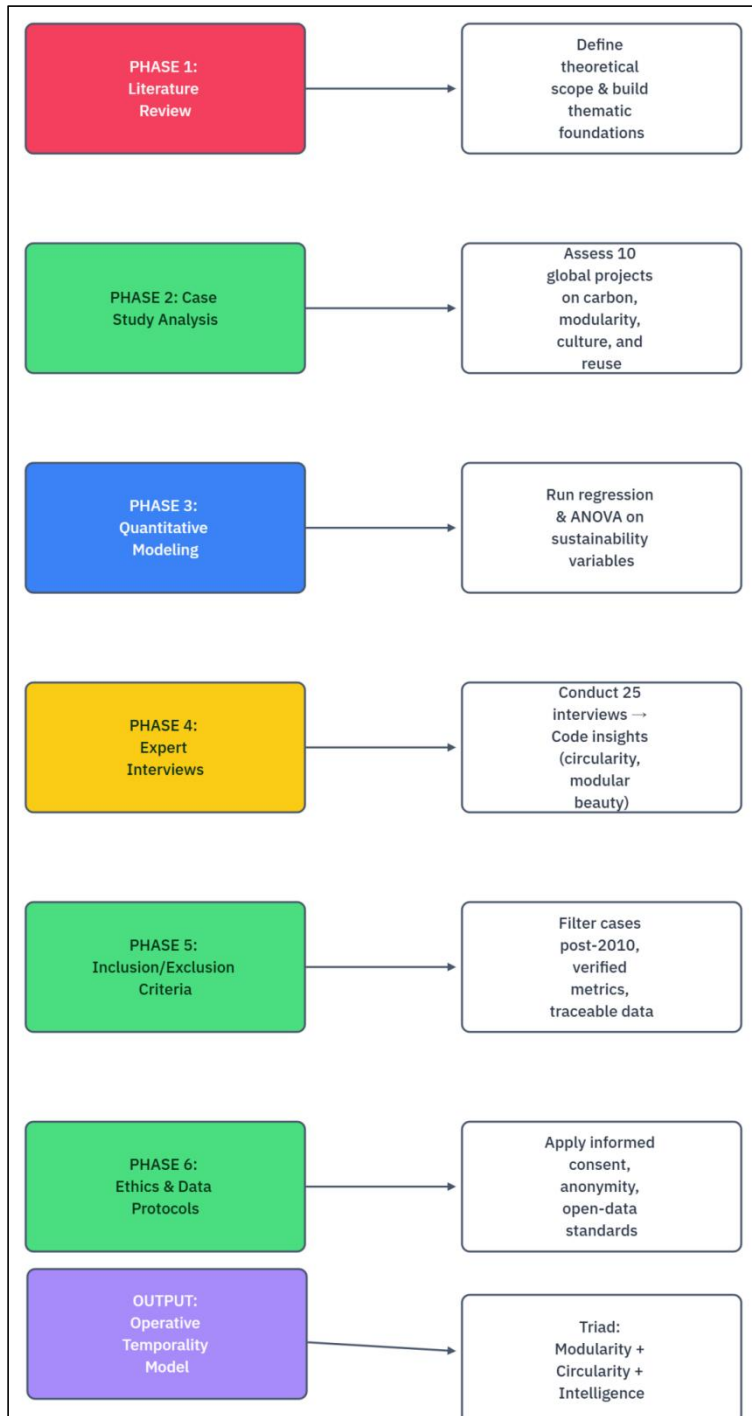 PHASE 1:
Literature
Review
Define
theoretical
scope & build
thematic
foundations
PHASE 2: Case
Study Analysis
Assess 10
global projects
on carbon,
modularity,
culture, and
reuse
PHASE 3:
Quantitative
Modeling
Run regression
& ANOVA on
sustainability
variables
PHASE 4:
Expert
Interviews
Conduct 25
interviews →
Code insights
(circularity,
modular
beauty)
PHASE 5:
Inclusion/Exclusion
Criteria
Filter cases
post-2010,
verified
metrics,
traceable data
PHASE 6:
Ethics & Data
Protocols
Apply informed
consent,
anonymity,
open-data
standards
OUTPUT:
Operative
Temporality
Model
Triad:
Modularity +
Circularity +
Intelligence